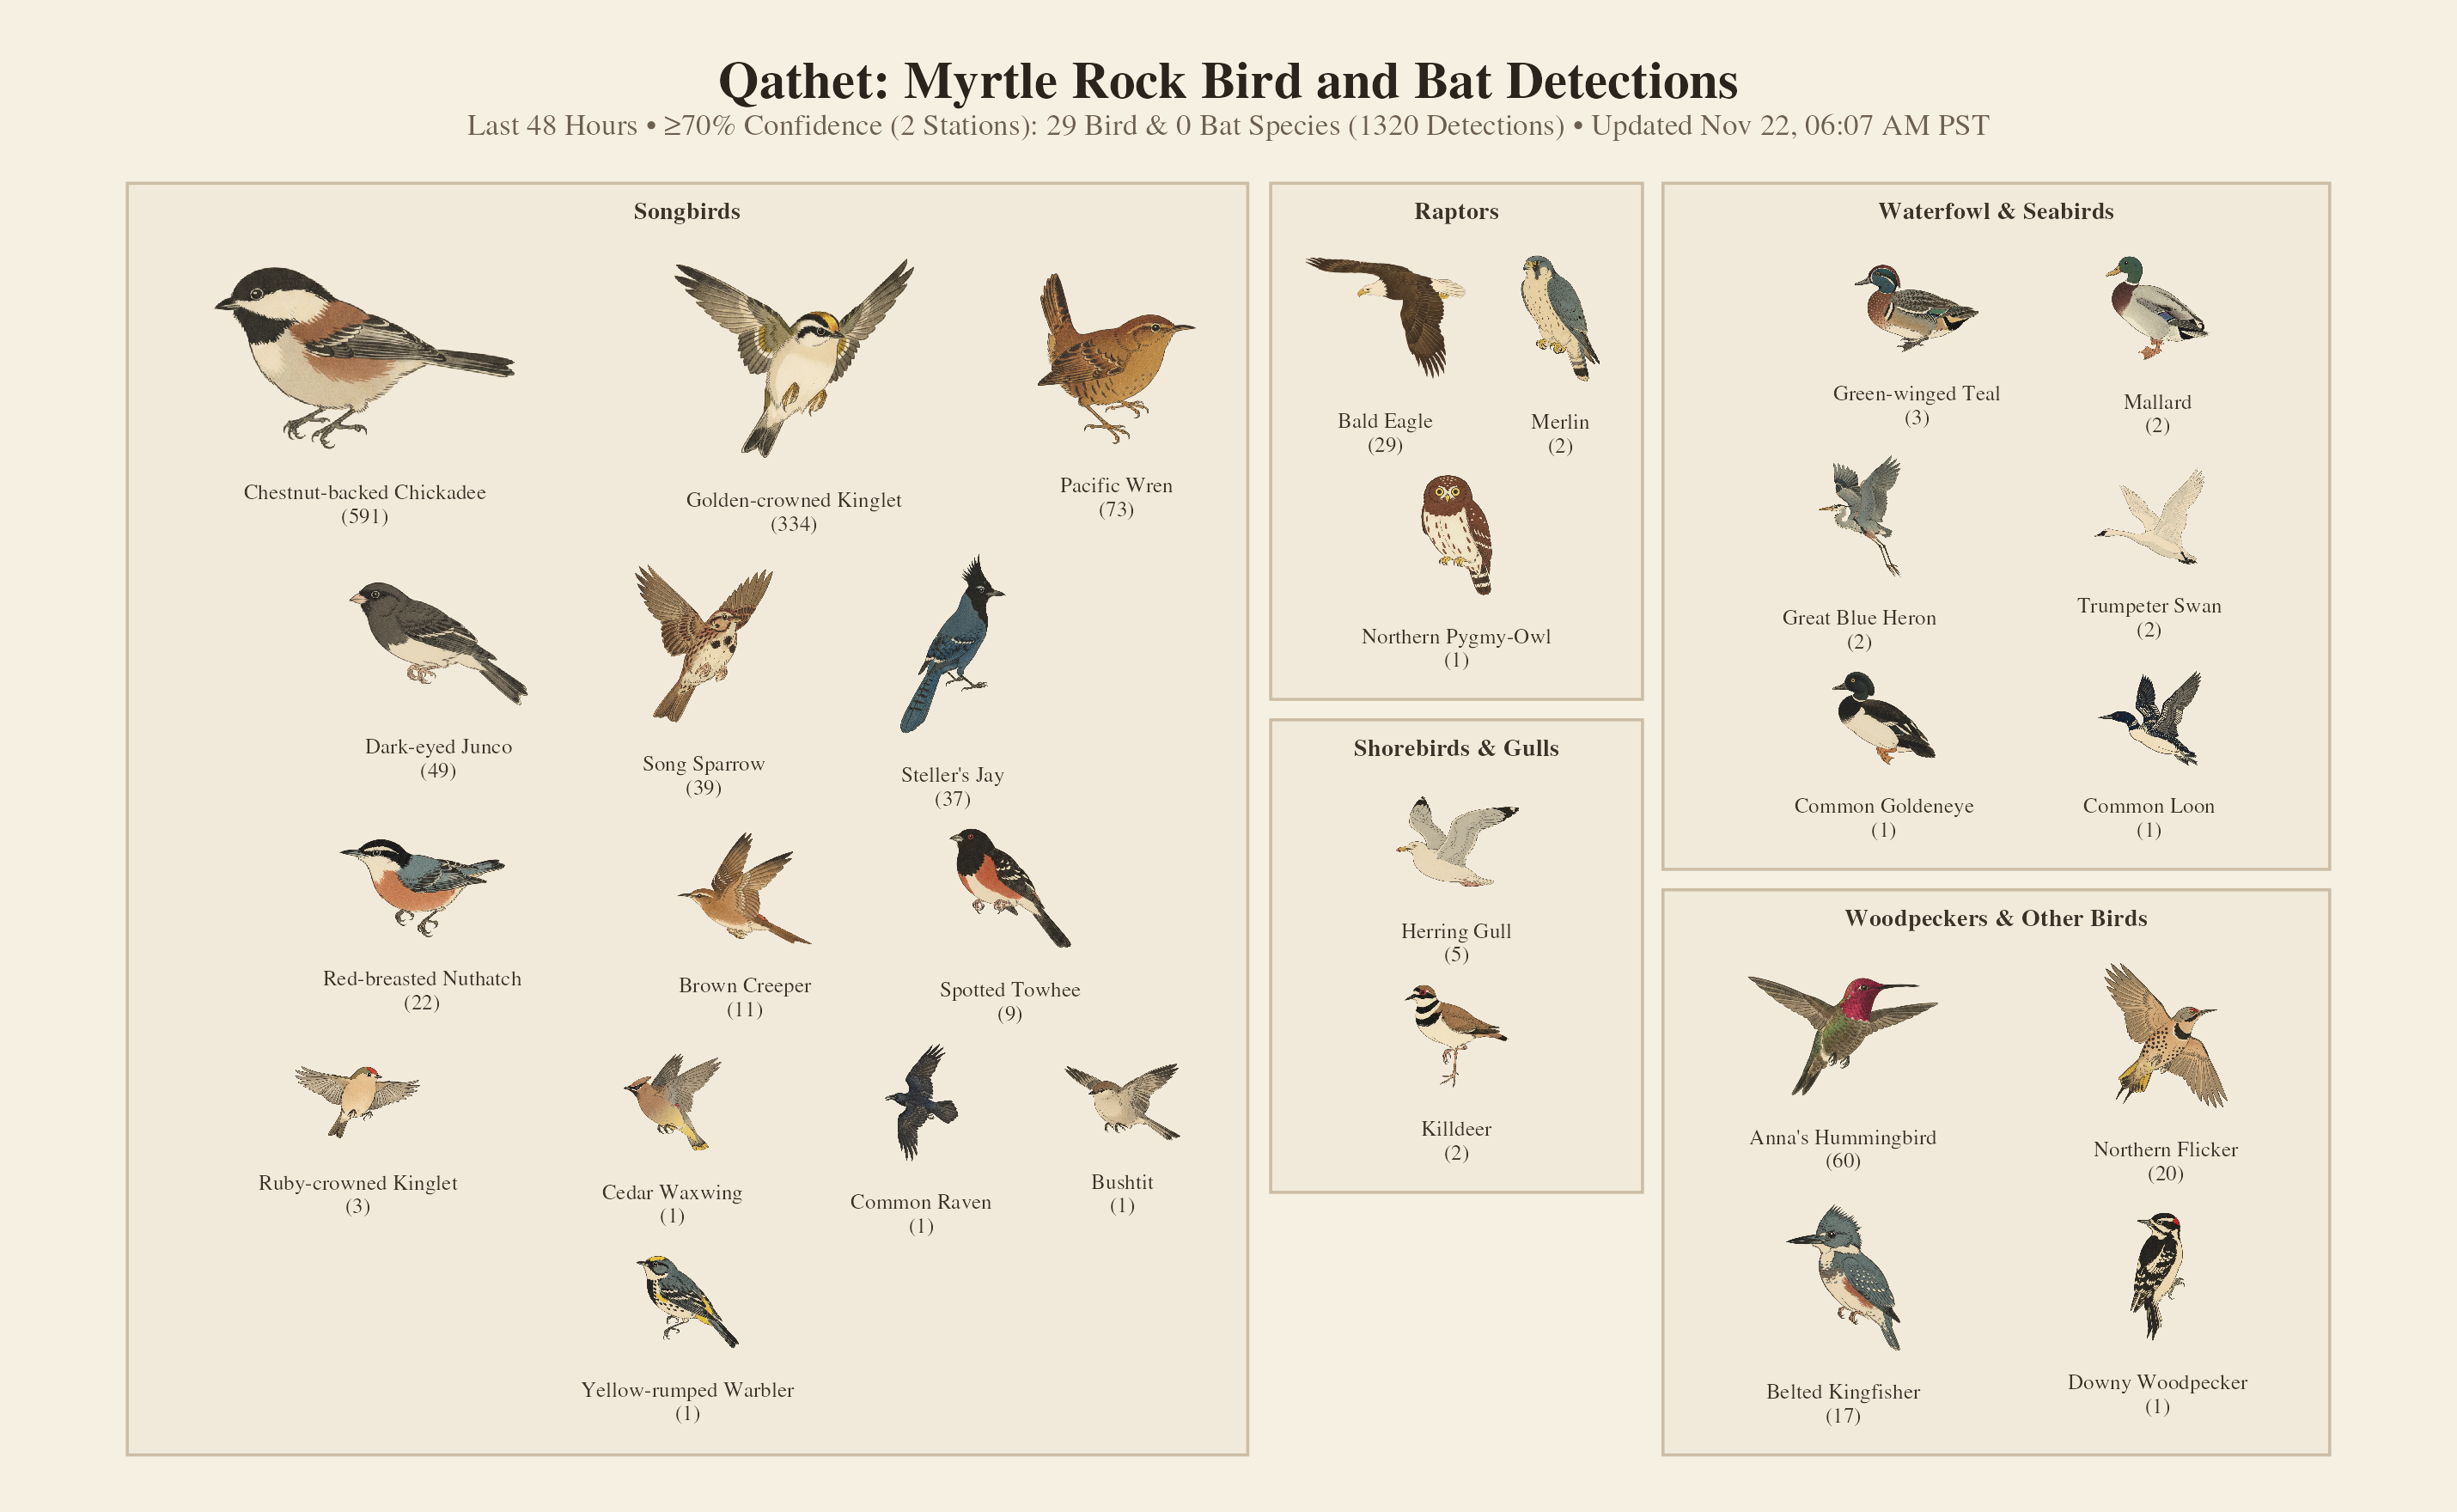 Qathet: Myrtle Rock Bird and Bat Detections
Last 48 Hours • ≥70% Confidence (2 Stations): 29 Bird & 0 Bat Species (1320 Detections) • Updated Nov 22, 06:07 AM PST
Songbirds
Chestnut-backed Chickadee
(591)
Golden-crowned Kinglet
(334)
Pacific Wren
(73)
Dark-eyed Junco
(49)
Song Sparrow
(39)
Steller's Jay
(37)
Red-breasted Nuthatch
(22)
Brown Creeper
(11)
Spotted Towhee
(9)
Ruby-crowned Kinglet
(3)
Cedar Waxwing
(1)
Common Raven
(1)
Bushtit
(1)
Yellow-rumped Warbler
(1)
Raptors
Bald Eagle
(29)
Merlin
(2)
Northern Pygmy-Owl
(1)
Shorebirds & Gulls
Herring Gull
(5)
Killdeer
(2)
Waterfowl & Seabirds
Green-winged Teal
(3)
Mallard
(2)
Great Blue Heron
(2)
Trumpeter Swan
(2)
Common Goldeneye
(1)
Common Loon
(1)
Woodpeckers & Other Birds
Anna's Hummingbird
(60)
Northern Flicker
(20)
Belted Kingfisher
(17)
Downy Woodpecker
(1)